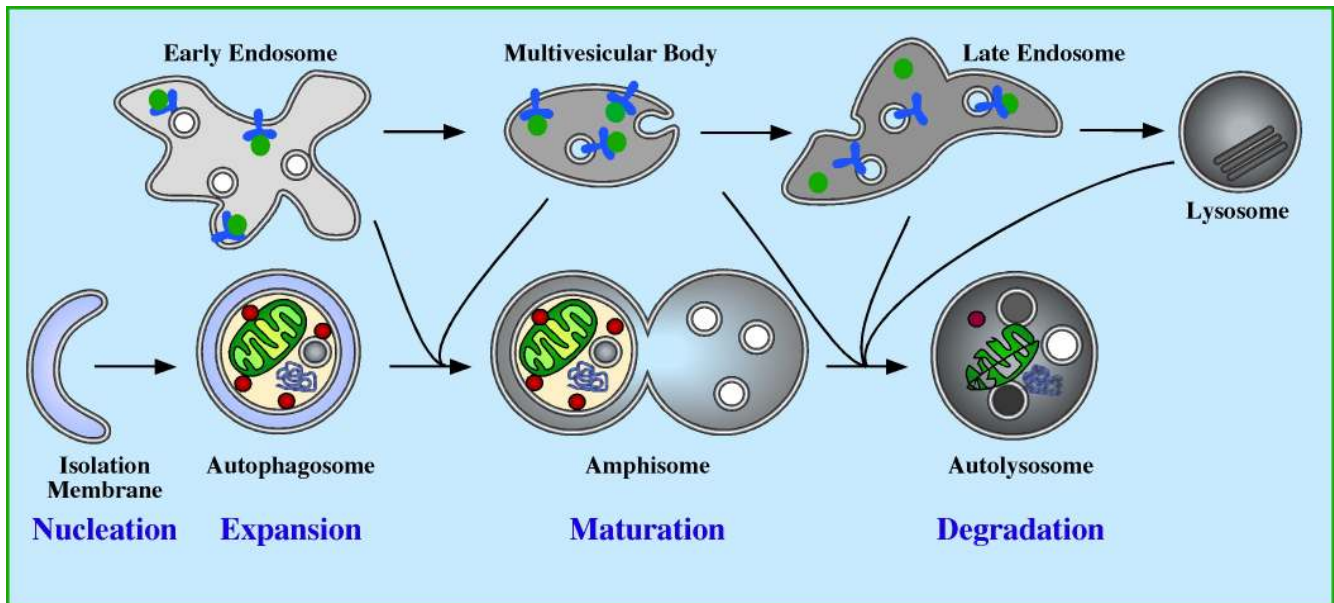 Early Endosome
Multivesicular Body
Late Endosome
Lysosome
Isolation
Membrane
Autophagosome
Amphisome
Autolysosome
Nucleation
Expansion
Maturation
Degradation